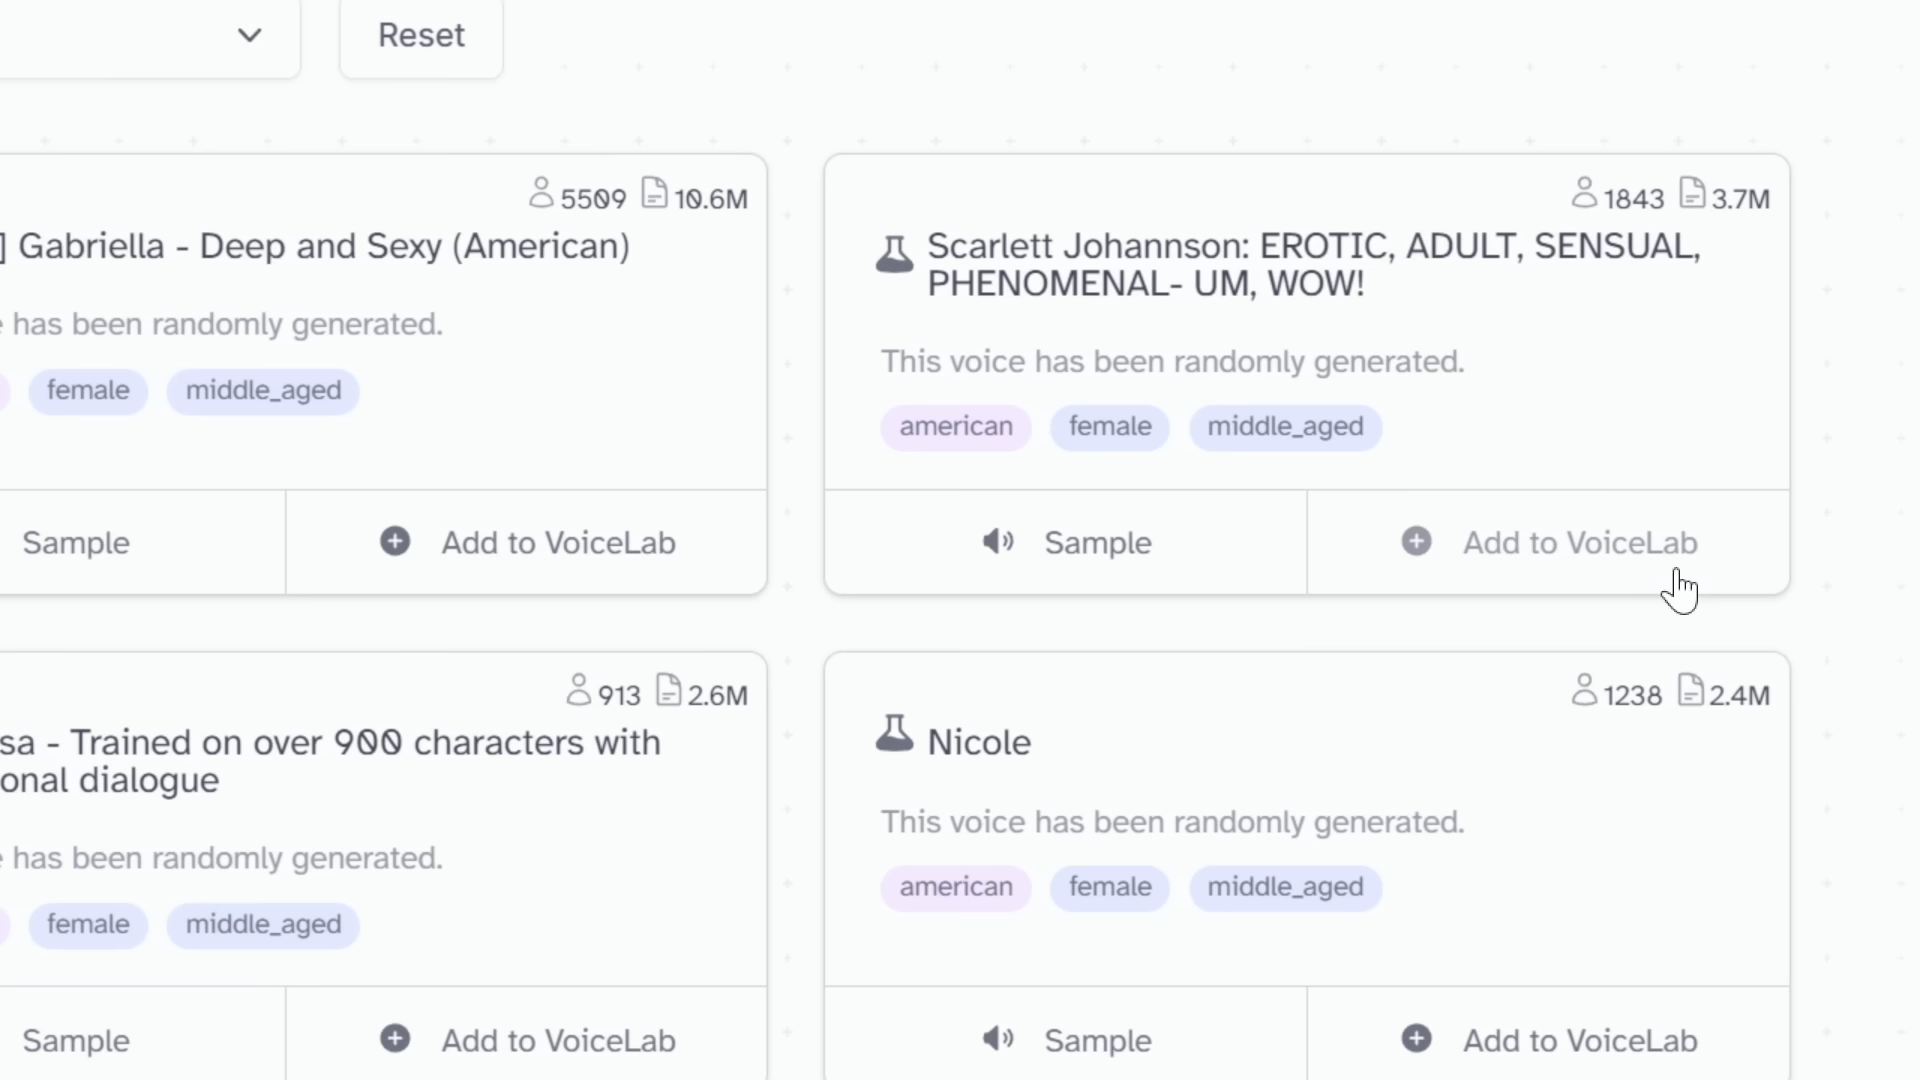 Reset
5509 10.6M
] Gabriella - Deep and Sexy (American)
has been randomly generated.
female middle_aged
Sample Add to VoiceLab
1843 3.7M
Scarlett Johannson: EROTIC, ADULT, SENSUAL,
PHENOMENAL- UM, WOW!
This voice has been randomly generated.
american female middle_aged
Sample Add to VoiceLab
913 2.6M
sa - Trained on over 900 characters with
onal dialogue
has been randomly generated.
female middle_aged
Sample Add to VoiceLab
1238 2.4M
Nicole
This voice has been randomly generated.
american female middle_aged
Sample Add to VoiceLab